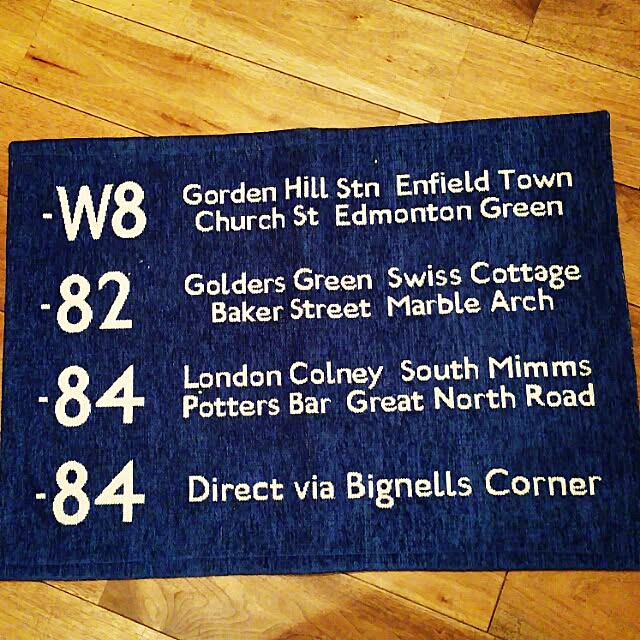 -W8 Gorden Hill Stn Enfield Town
Church St Edmonton Green
-82 Golders Green Swiss Cottage
Baker Street Marble Arch
-84 London Colney South Mimms
Potters Bar Great North Road
-84 Direct via Bignells Corner